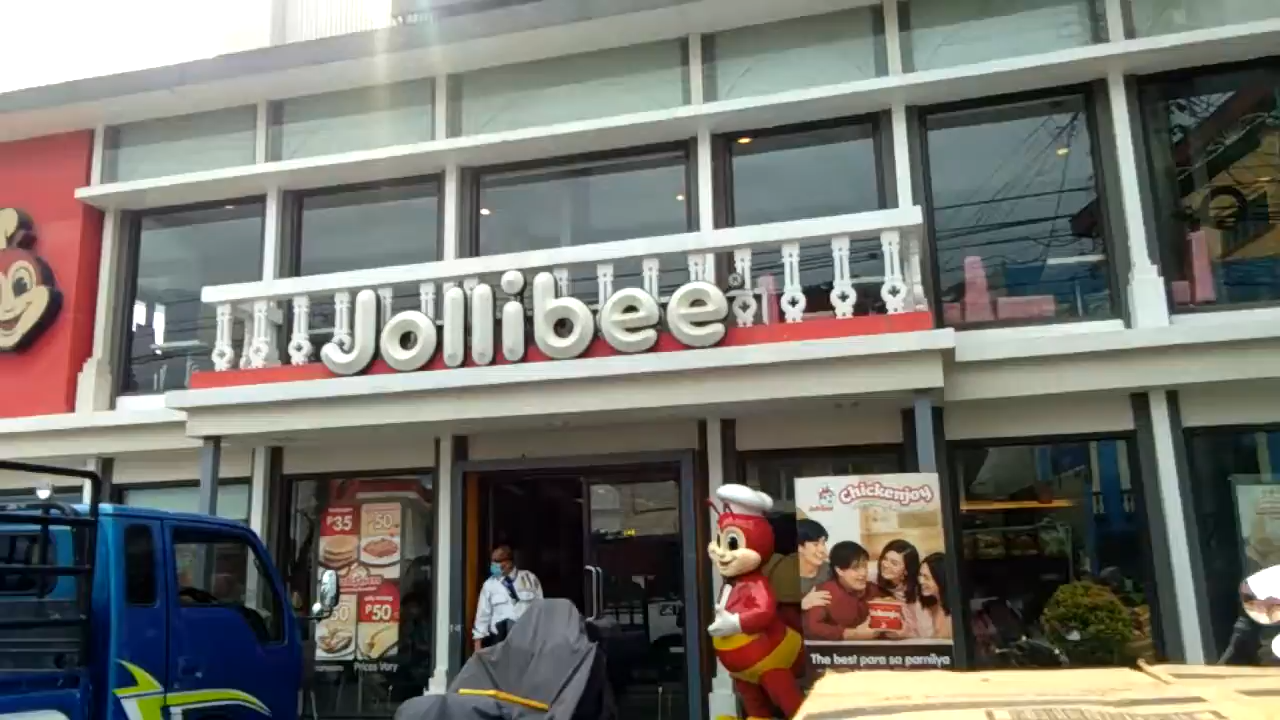 Jollibee
₱35
50
50
₱50
Prices Vary
Chickenjoy
The best para sa pamilya